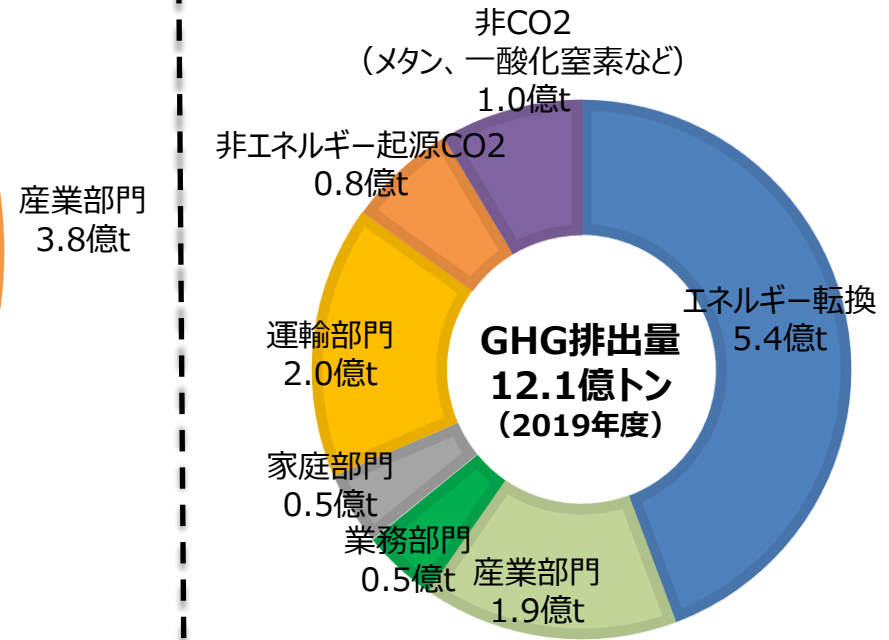 産業部門
3.8億t
非CO2
（メタン、一酸化窒素など）
1.0億t
非エネルギー起源CO2
0.8億t
運輸部門
2.0億t
家庭部門
0.5億t
業務部門
0.5億t
産業部門
1.9億t
エネルギー転換
5.4億t
GHG排出量
12.1億トン
（2019年度）